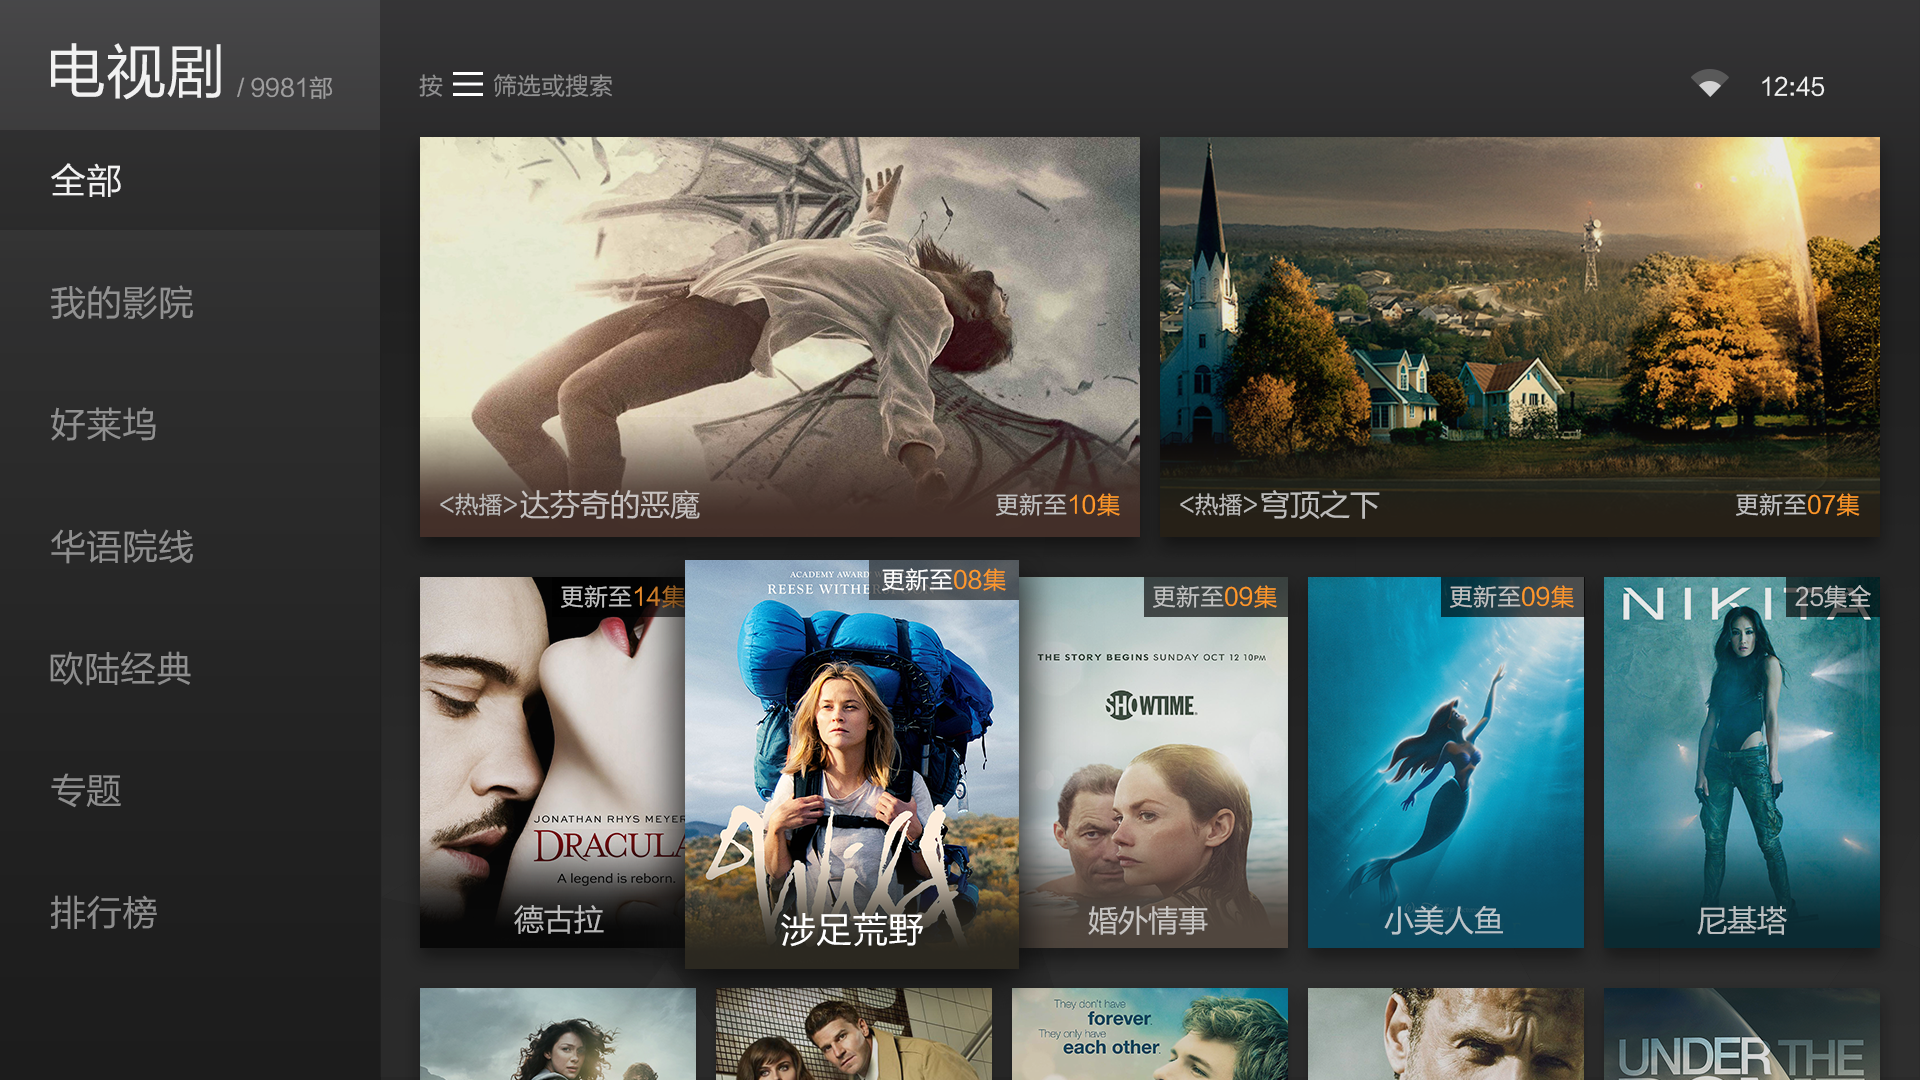 电视剧 / 9981部
按 筛选或搜索
12:45
全部
我的影院
好莱坞
华语院线
欧陆经典
专题
排行榜
<热播>达芬奇的恶魔
更新至10集
<热播>穹顶之下
更新至07集
更新至14集
JONATHAN RHYS MEYER
DRACULA
A legend is reborn.
德古拉
ACADEMY AWARD
REESE WITHER
更新至08集
Wild
涉足荒野
更新至09集
THE STORY BEGINS SUNDAY OCT 12 10PM
SHOWTIME
婚外情事
更新至09集
小美人鱼
NIKITA
25集全
尼基塔
They don't have
forever.
They only have
each other.
UNDER THE